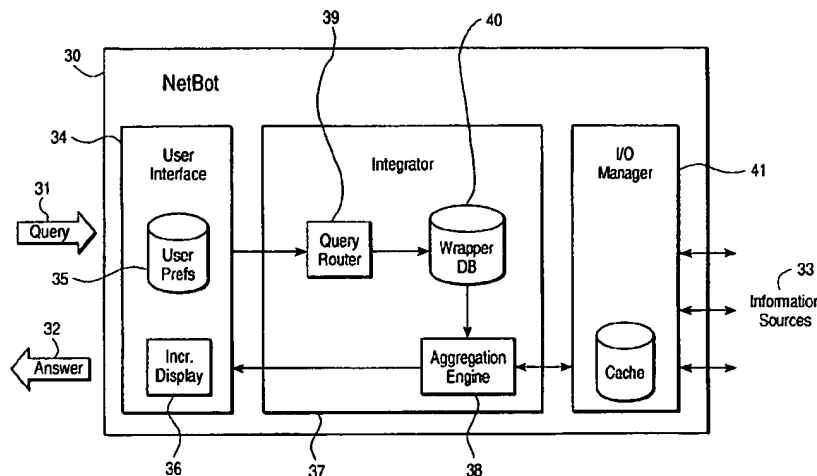 39
40
30
NetBot
34
User
Interface
Integrator
I/O
Manager
41
31
Query
User
Prefs
35
Query
Router
Wrapper
DB
33
Information
Sources
32
Answer
Incr.
Display
Aggregation
Engine
Cache
36
37
38